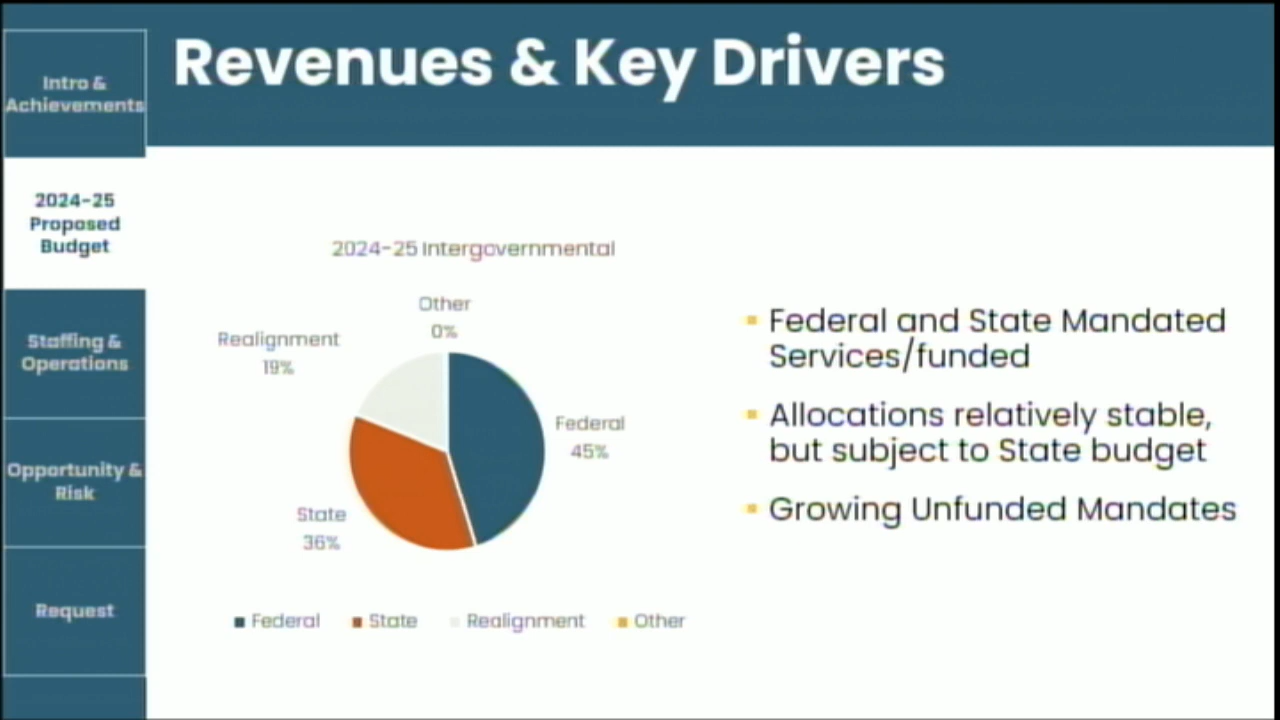 Revenues & Key Drivers
Intro &
Achievements
2024-25
Proposed
Budget
Staffing &
Operations
Opportunity &
Risk
Request
2024-25 Intergovernmental
Other
0%
Realignment
19%
Federal
45%
State
36%
Federal
State
Realignment
Other
Federal and State Mandated
Services/funded
Allocations relatively stable,
but subject to State budget
Growing Unfunded Mandates